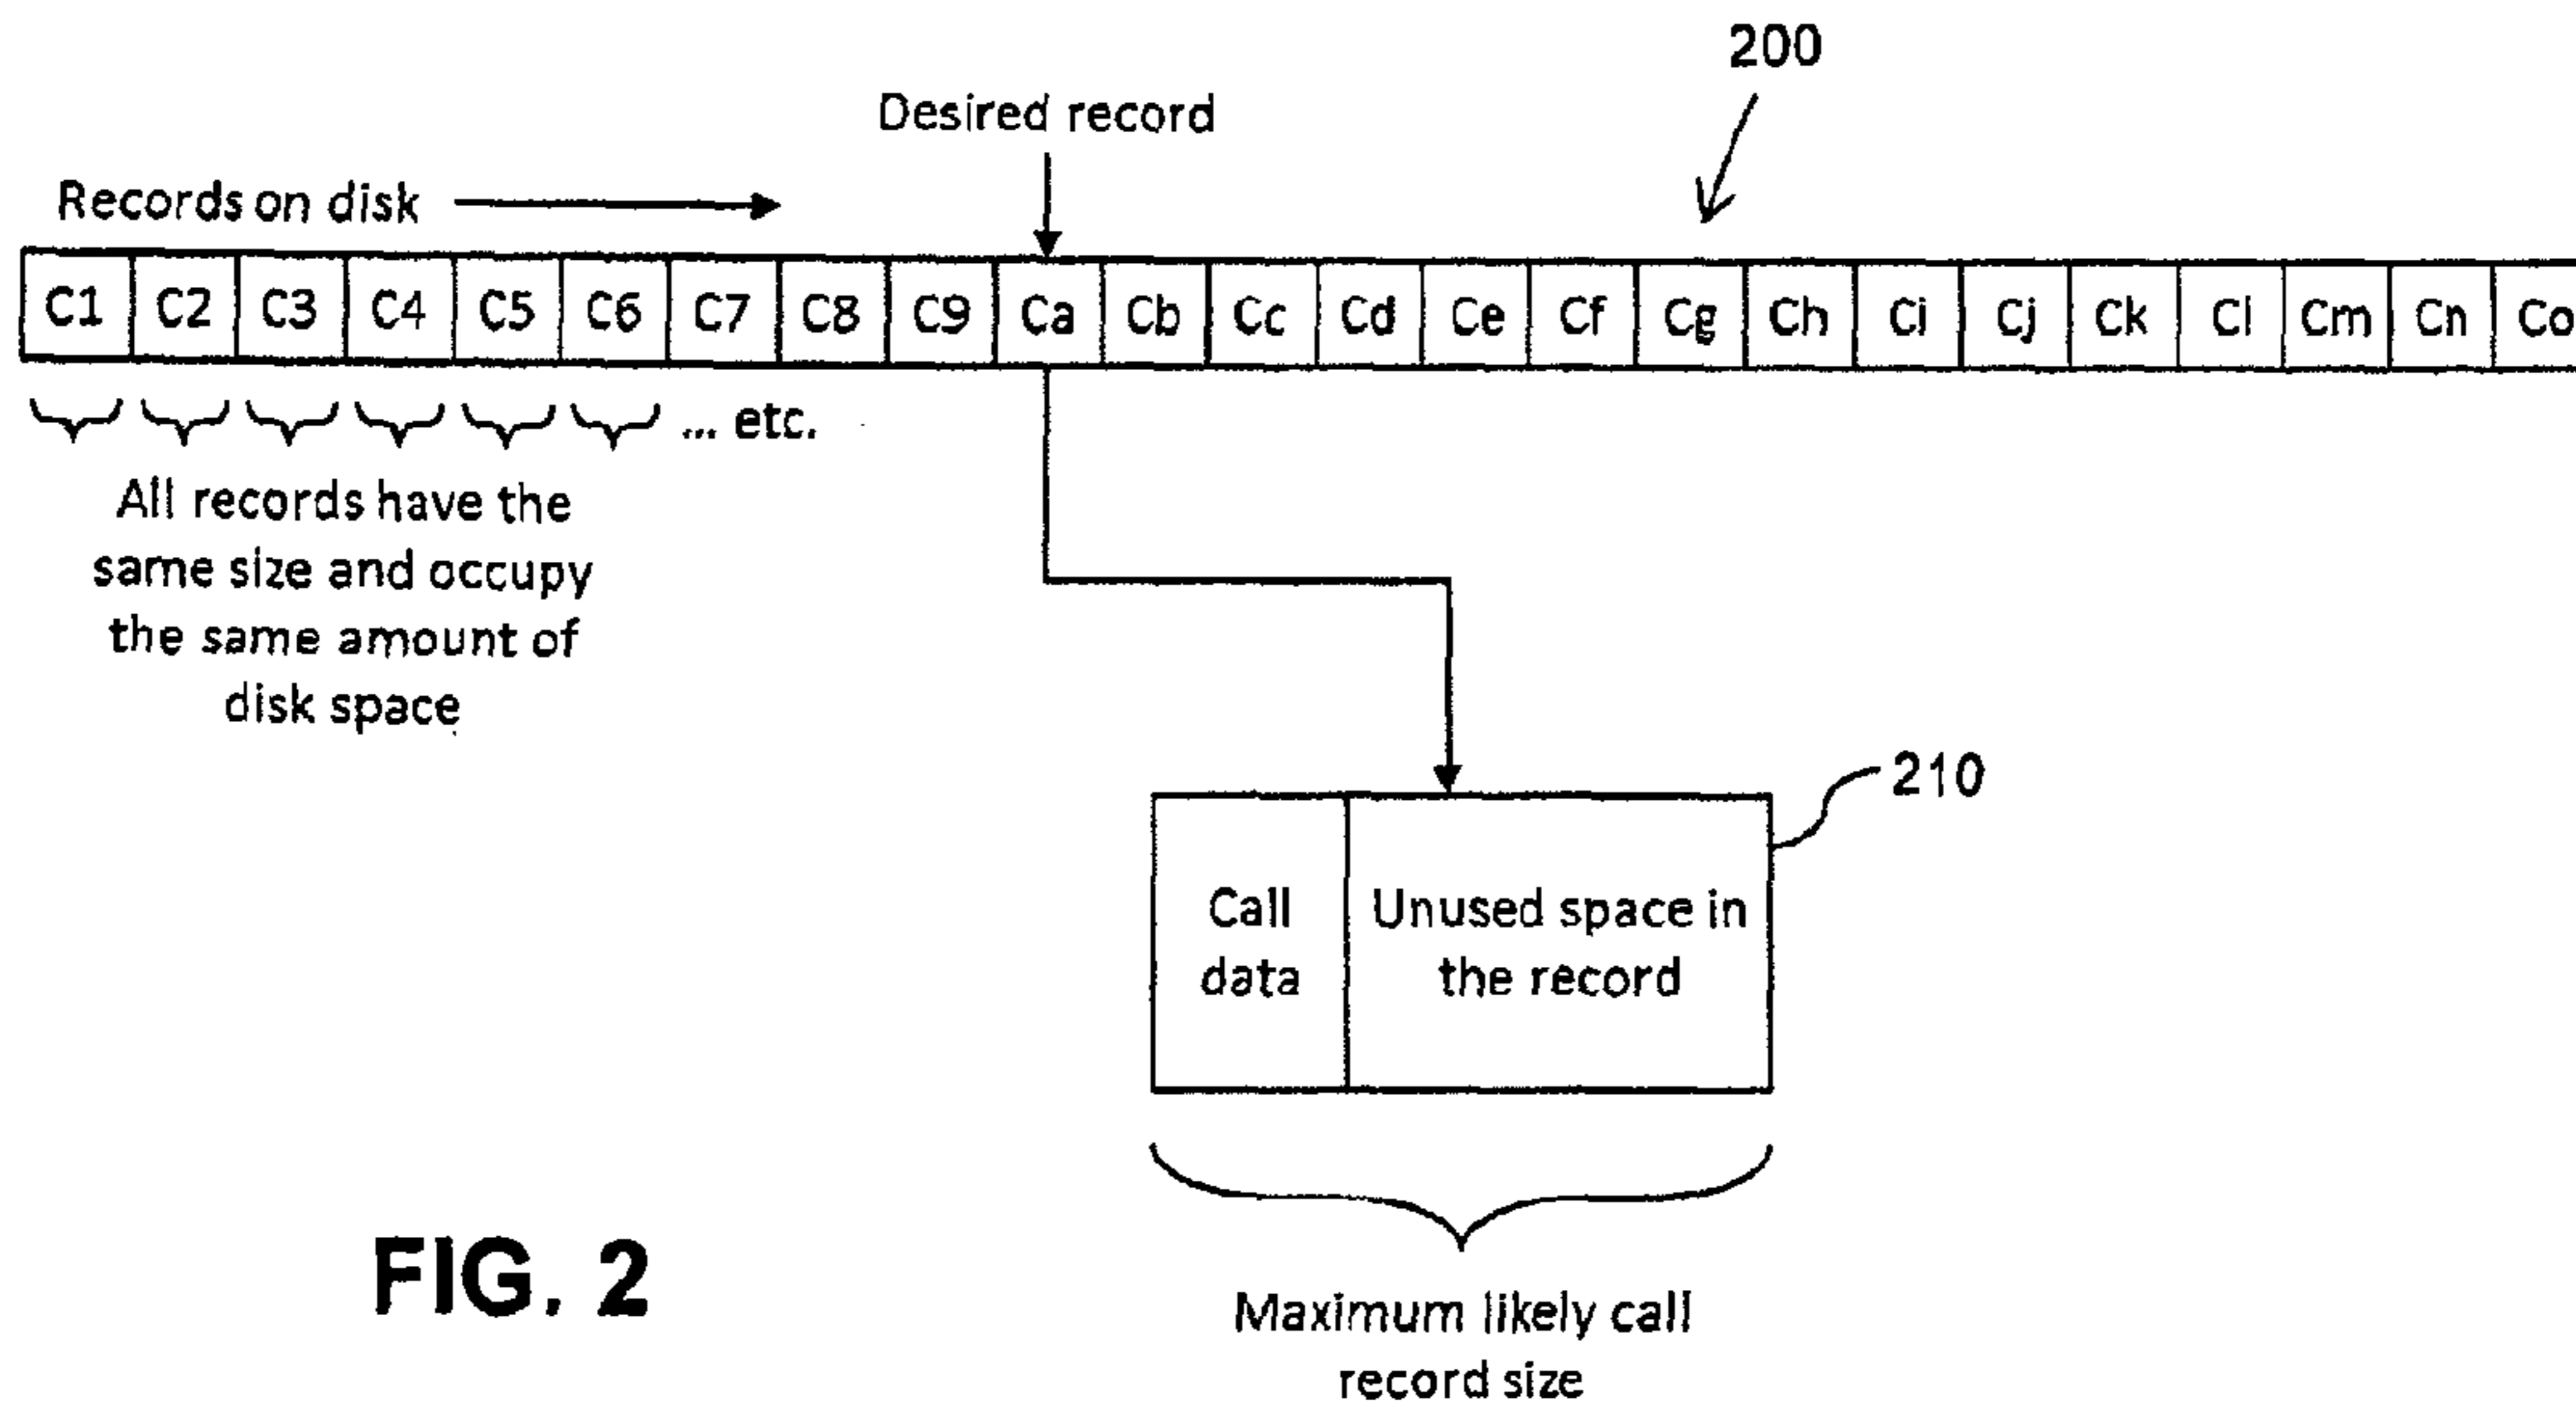 200
Desired record
Records on disk
C1 C2 C3 C4 C5 C6 C7 C8 C9 Ca Cb Cc Cd Ce Cf Cg Ch Ci Cj Ck Cl Cm Cn Co
... etc.
All records have the
same size and occupy
the same amount of
disk space
210
Call
data
Unused space in
the record
Maximum likely call
record size
FIG. 2